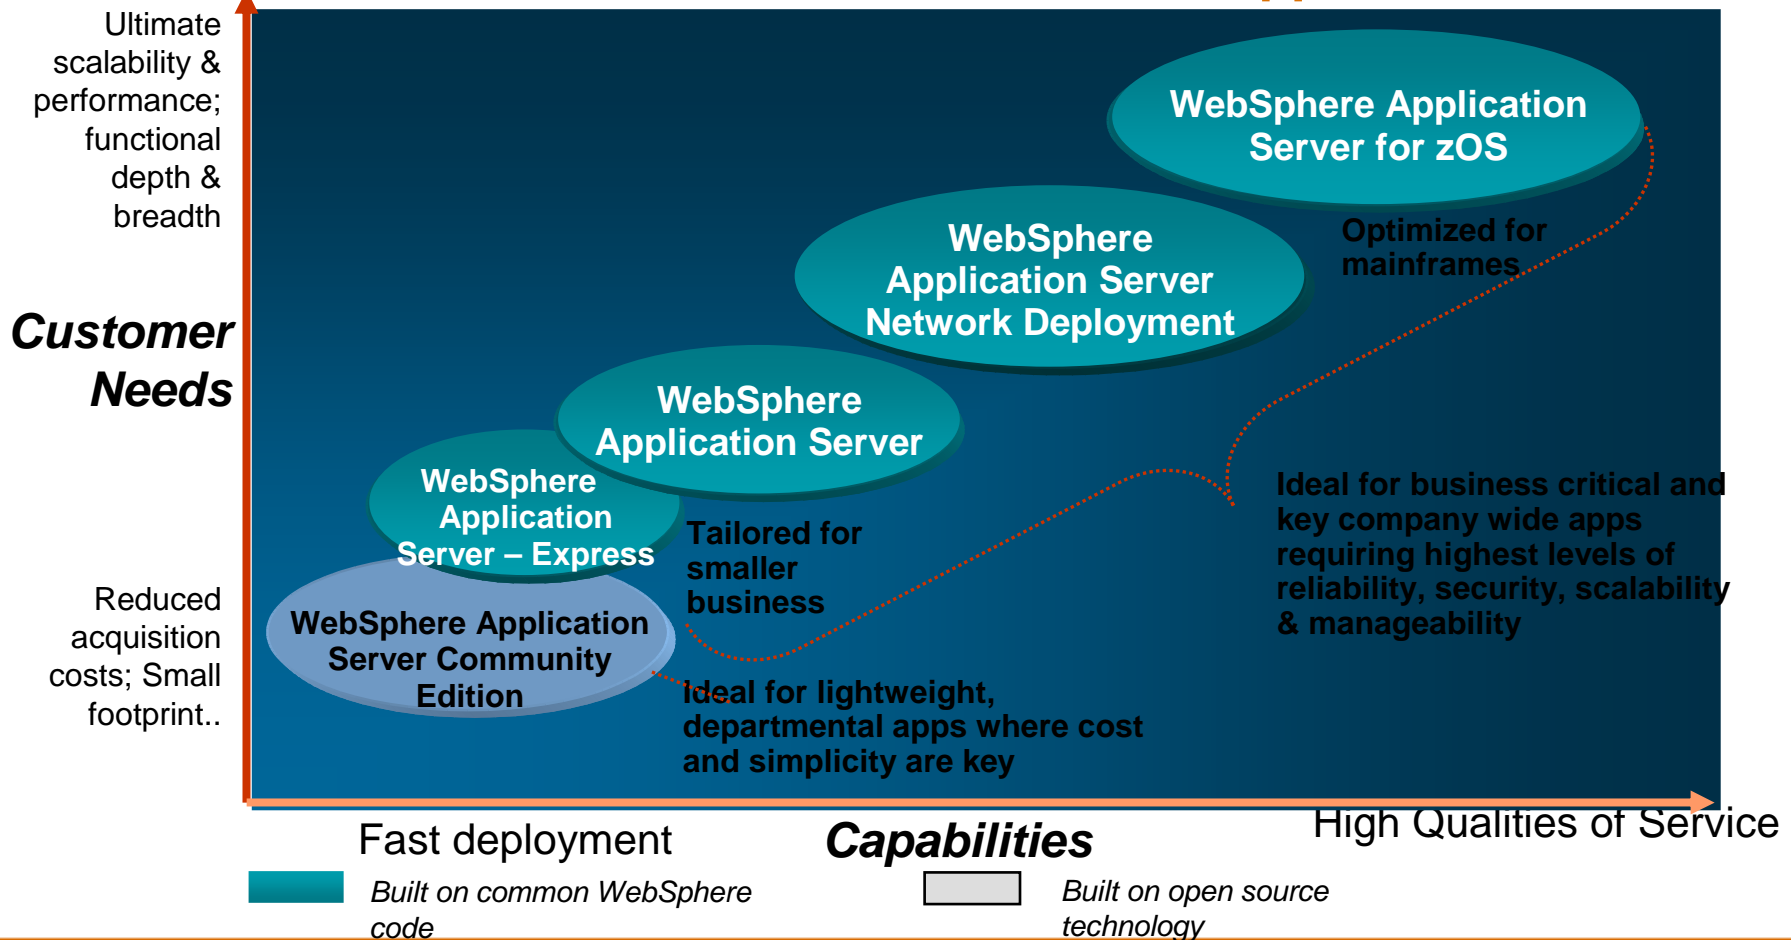 Ultimate
scalability &
performance;
functional
depth &
breadth
Customer
Needs
Reduced
acquisition
costs; Small
footprint..
WebSphere Application
Server for zOS
Optimized for
mainframes
WebSphere
Application Server
Network Deployment
WebSphere
Application Server
WebSphere
Application
Server – Express
Tailored for
smaller
business
Ideal for business critical and
key company wide apps
requiring highest levels of
reliability, security, scalability
& manageability
WebSphere Application
Server Community
Edition
Ideal for lightweight,
departmental apps where cost
and simplicity are key
Fast deployment
Capabilities
High Qualities of Service
Built on common WebSphere
code
Built on open source
technology